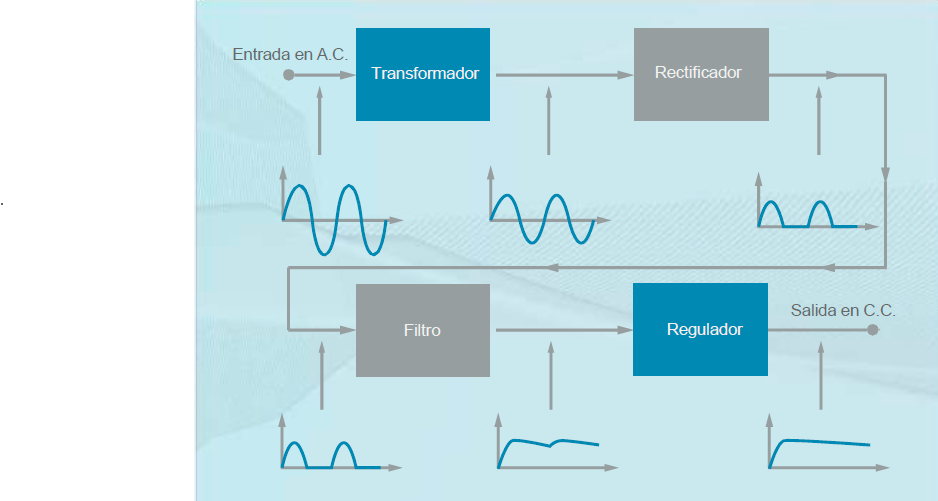 Entrada en A.C.
Transformador
Rectificador
Filtro
Regulador
Salida en C.C.